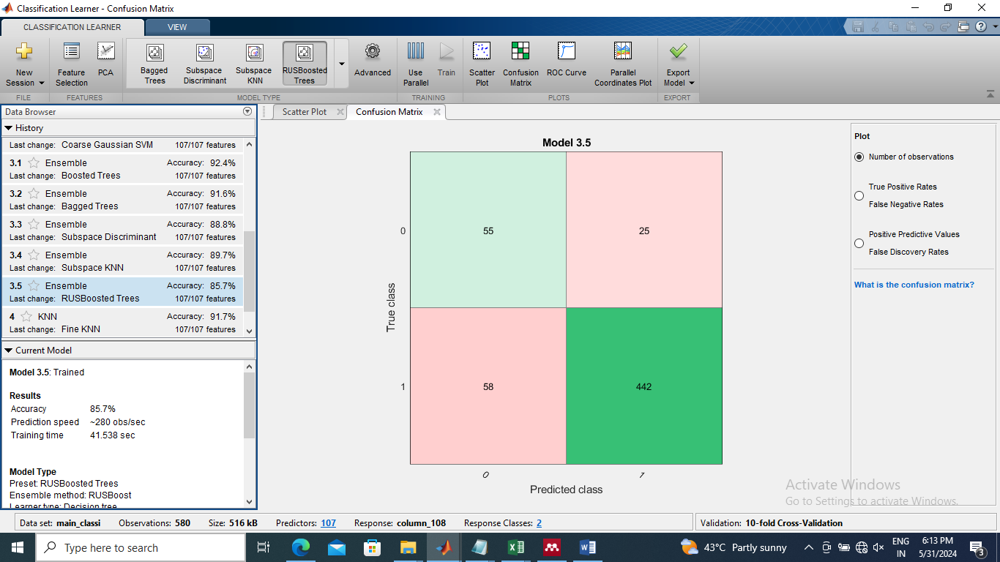 Classification Learner - Confusion Matrix
CLASSIFICATION LEARNER
VIEW
New Session
Feature Selection
PCA
Bagged Trees
Subspace Discriminant
Subspace KNN
RUSBoosted Trees
Advanced
Use Parallel
Train
Scatter Plot
Confusion Matrix
ROC Curve
Parallel Coordinates Plot
Export Model
FILE
FEATURES
MODEL TYPE
TRAINING
PLOTS
EXPORT
Data Browser
History
Last change: Coarse Gaussian SVM 107/107 features
3.1 Ensemble Accuracy: 92.4%
Last change: Boosted Trees 107/107 features
3.2 Ensemble Accuracy: 91.6%
Last change: Bagged Trees 107/107 features
3.3 Ensemble Accuracy: 88.8%
Last change: Subspace Discriminant 107/107 features
3.4 Ensemble Accuracy: 89.7%
Last change: Subspace KNN 107/107 features
3.5 Ensemble Accuracy: 85.7%
Last change: RUSBoosted Trees 107/107 features
4 KNN Accuracy: 91.7%
Last change: Fine KNN 107/107 features
Current Model
Model 3.5: Trained
Results
Accuracy 85.7%
Prediction speed ~280 obs/sec
Training time 41.538 sec
Model Type
Preset: RUSBoosted Trees
Ensemble method: RUSBoost
Learner type: Decision tree
Scatter Plot
Confusion Matrix
Model 3.5
0
55
25
1
58
442
True class
0
1
Predicted class
Plot
Number of observations
True Positive Rates
False Negative Rates
Positive Predictive Values
False Discovery Rates
What is the confusion matrix?
Activate Windows
Go to Settings to activate Windows.
Data set: main_classi Observations: 580 Size: 516 kB Predictors: 107 Response: column_108 Response Classes: 2
Validation: 10-fold Cross-Validation
Type here to search
43°C Partly sunny
ENG
IN
6:13 PM
5/31/2024
3